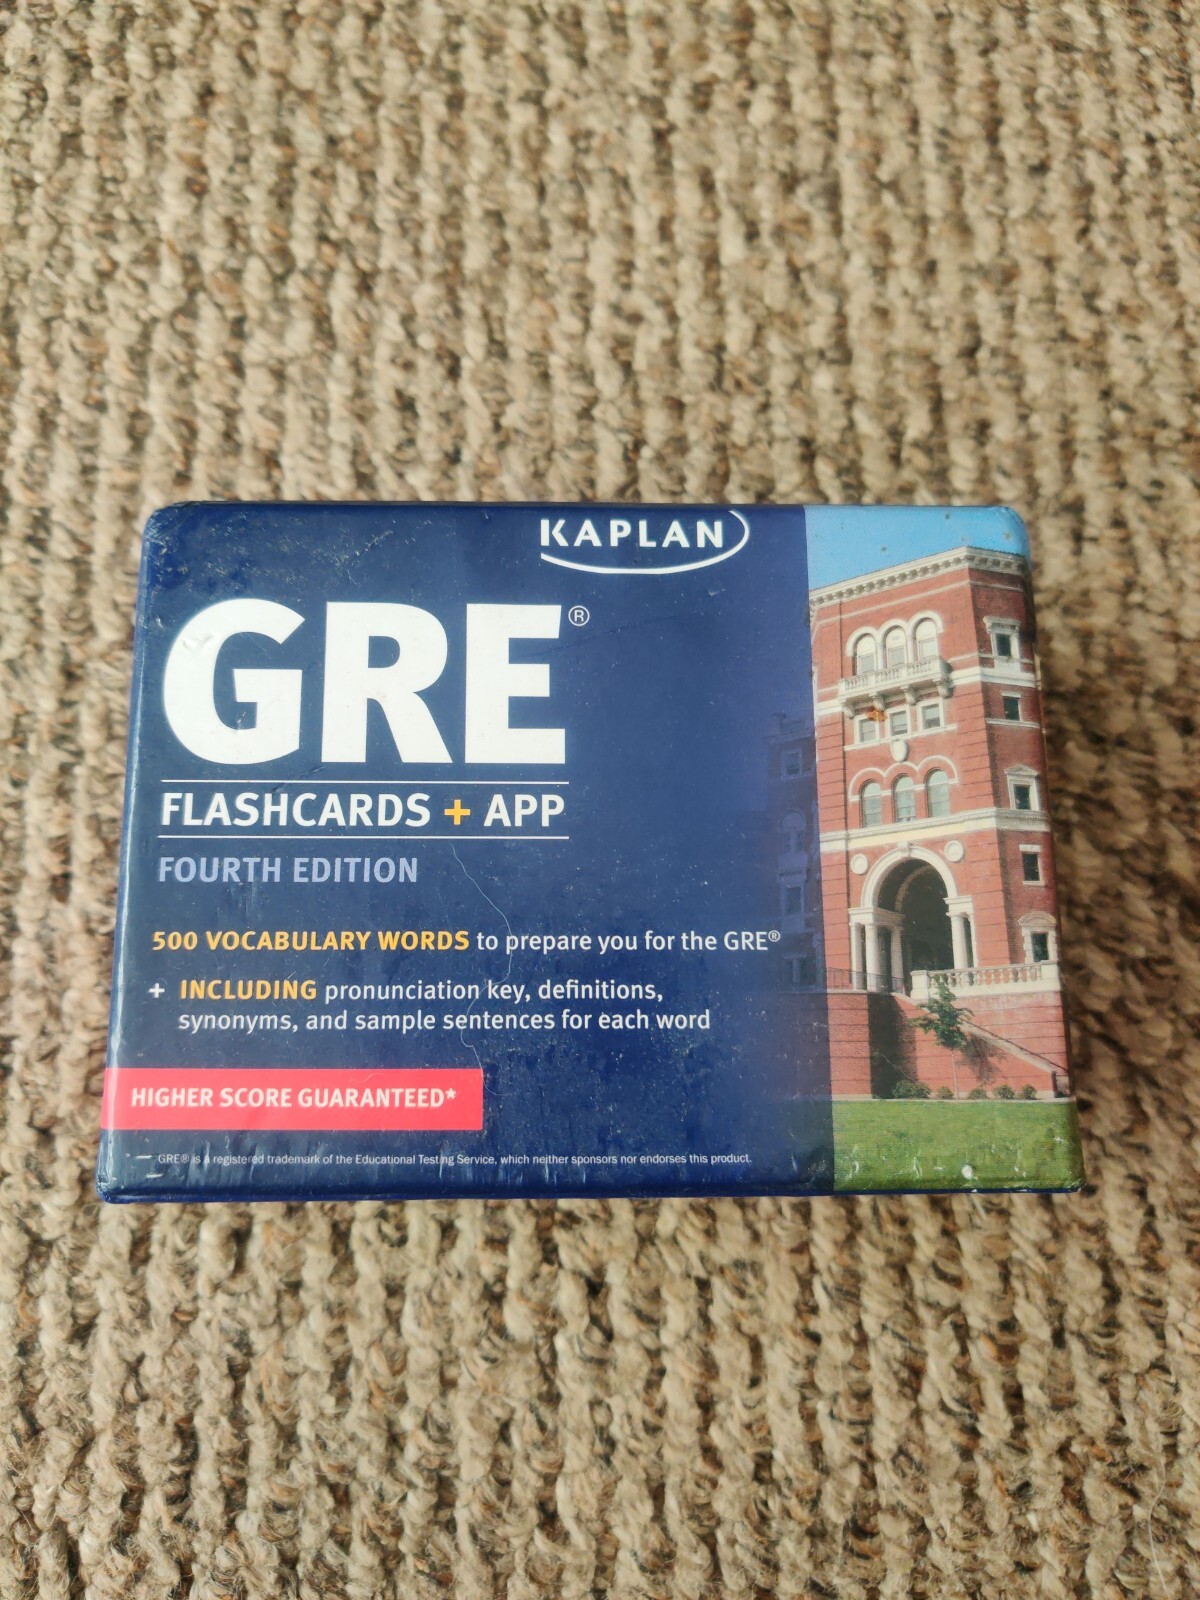 KAPLAN
GRE®
FLASHCARDS + APP
FOURTH EDITION
500 VOCABULARY WORDS to prepare you for the GRE®
+ INCLUDING pronunciation key, definitions,
synonyms, and sample sentences for each word
HIGHER SCORE GUARANTEED*
GRE® is a registered trademark of the Educational Testing Service, which neither sponsors nor endorses this product.